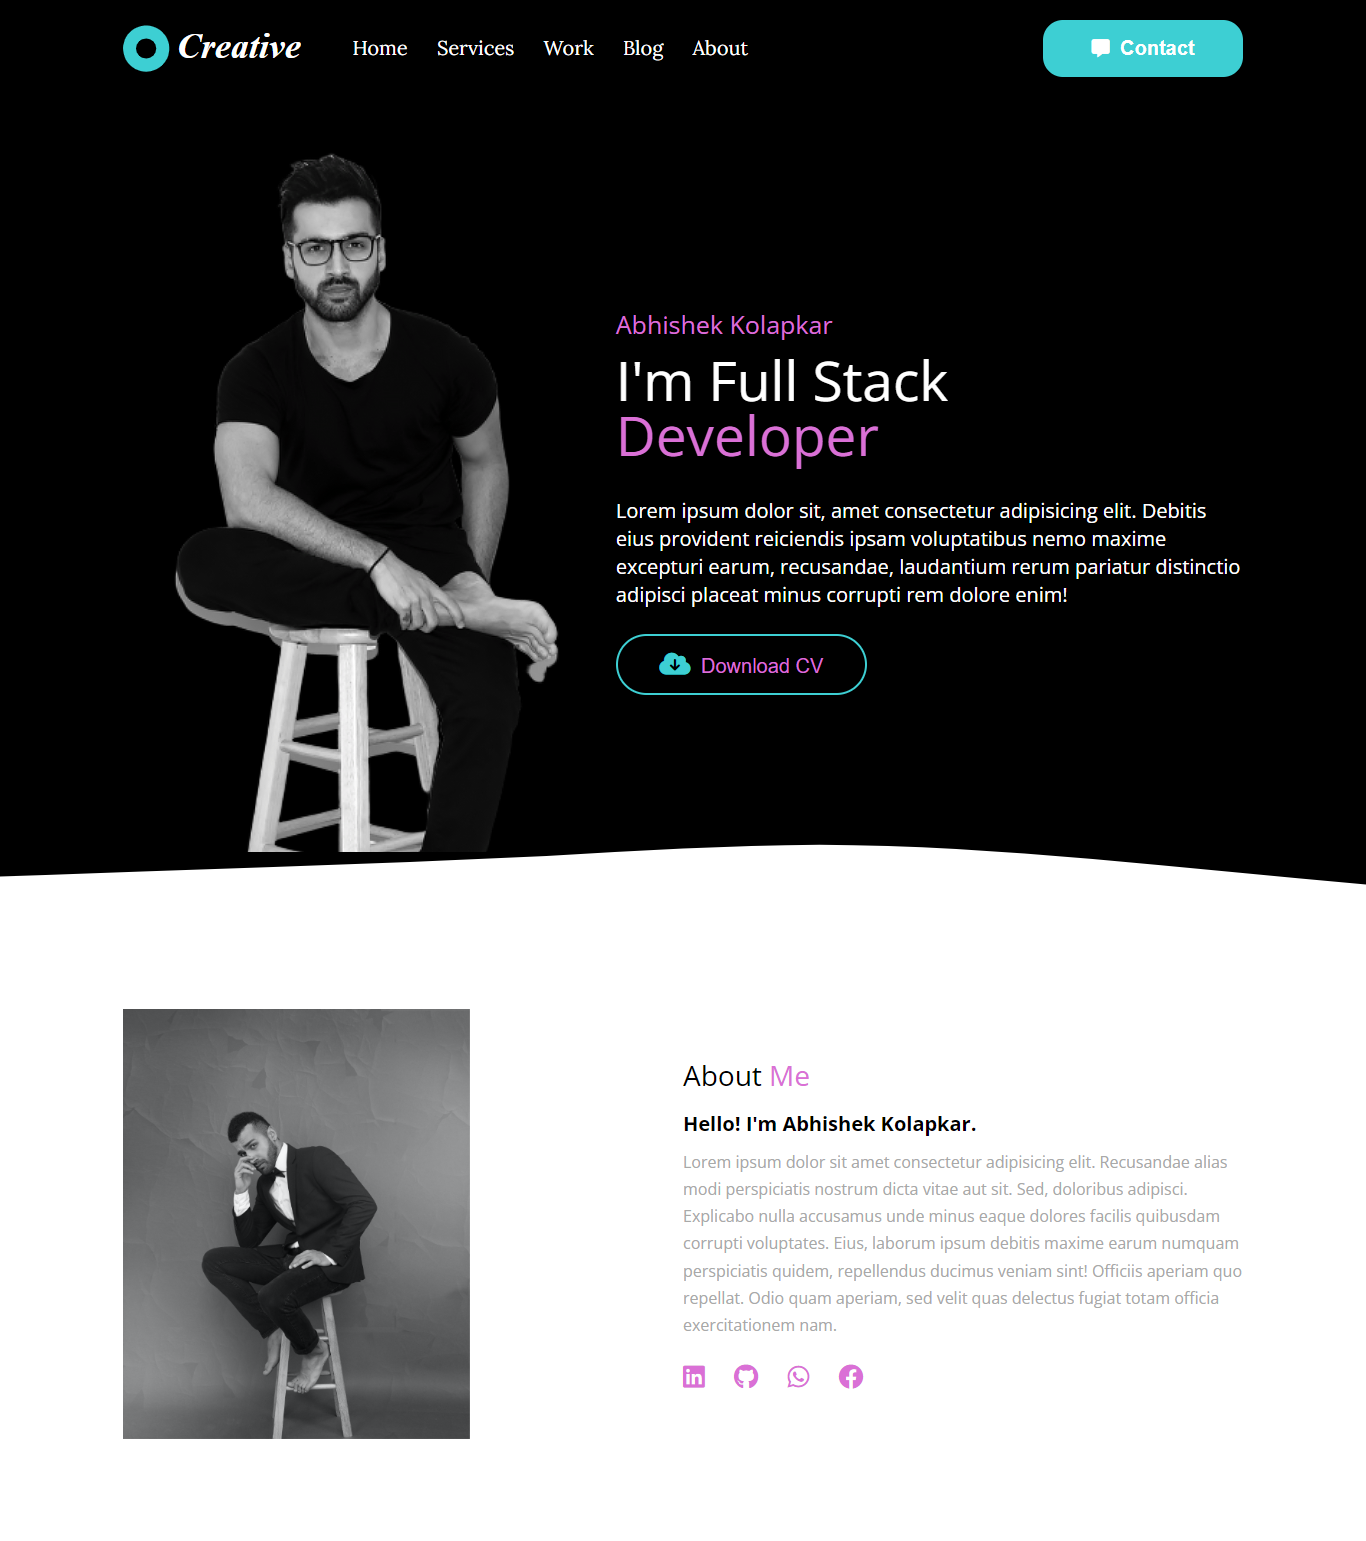 Creative
Home
Services
Work
Blog
About
Contact
Abhishek Kolapkar
I'm Full Stack
Developer
Lorem ipsum dolor sit, amet consectetur adipisicing elit. Debitis
eius provident reiciendis ipsam voluptatibus nemo maxime
excepturi earum, recusandae, laudantium rerum pariatur distinctio
adipisci placeat minus corrupti rem dolore enim!
Download CV
About Me
Hello! I'm Abhishek Kolapkar.
Lorem ipsum dolor sit amet consectetur adipisicing elit. Recusandae alias
modi perspiciatis nostrum dicta vitae aut sit. Sed, doloribus adipisci.
Explicabo nulla accusamus unde minus eaque dolores facilis quibusdam
corrupti voluptates. Eius, laborum ipsum debitis maxime earum numquam
perspiciatis quidem, repellendus ducimus veniam sint! Officiis aperiam quo
repellat. Odio quam aperiam, sed velit quas delectus fugiat totam officia
exercitationem nam.